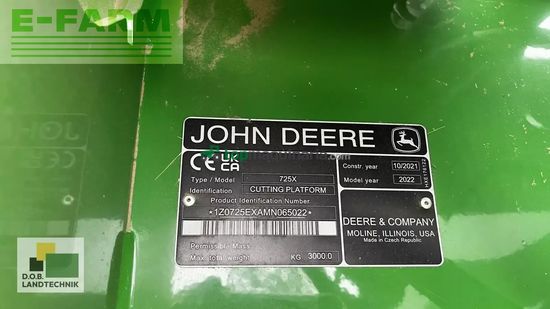 E-FARM
JOHN DEERE
CE UK CA
Type / Model 725X
Identification CUTTING PLATFORM
Product Identification Number
*1Z0725EXAMN065022*
Permissible Mass
Max. total weight KG 3000.0
Constr. year 10/2021
Model year 2022
DEERE & COMPANY
MOLINE, ILLINOIS, USA
Made in Czech Republic
D.O.B.
LANDTECHNIK